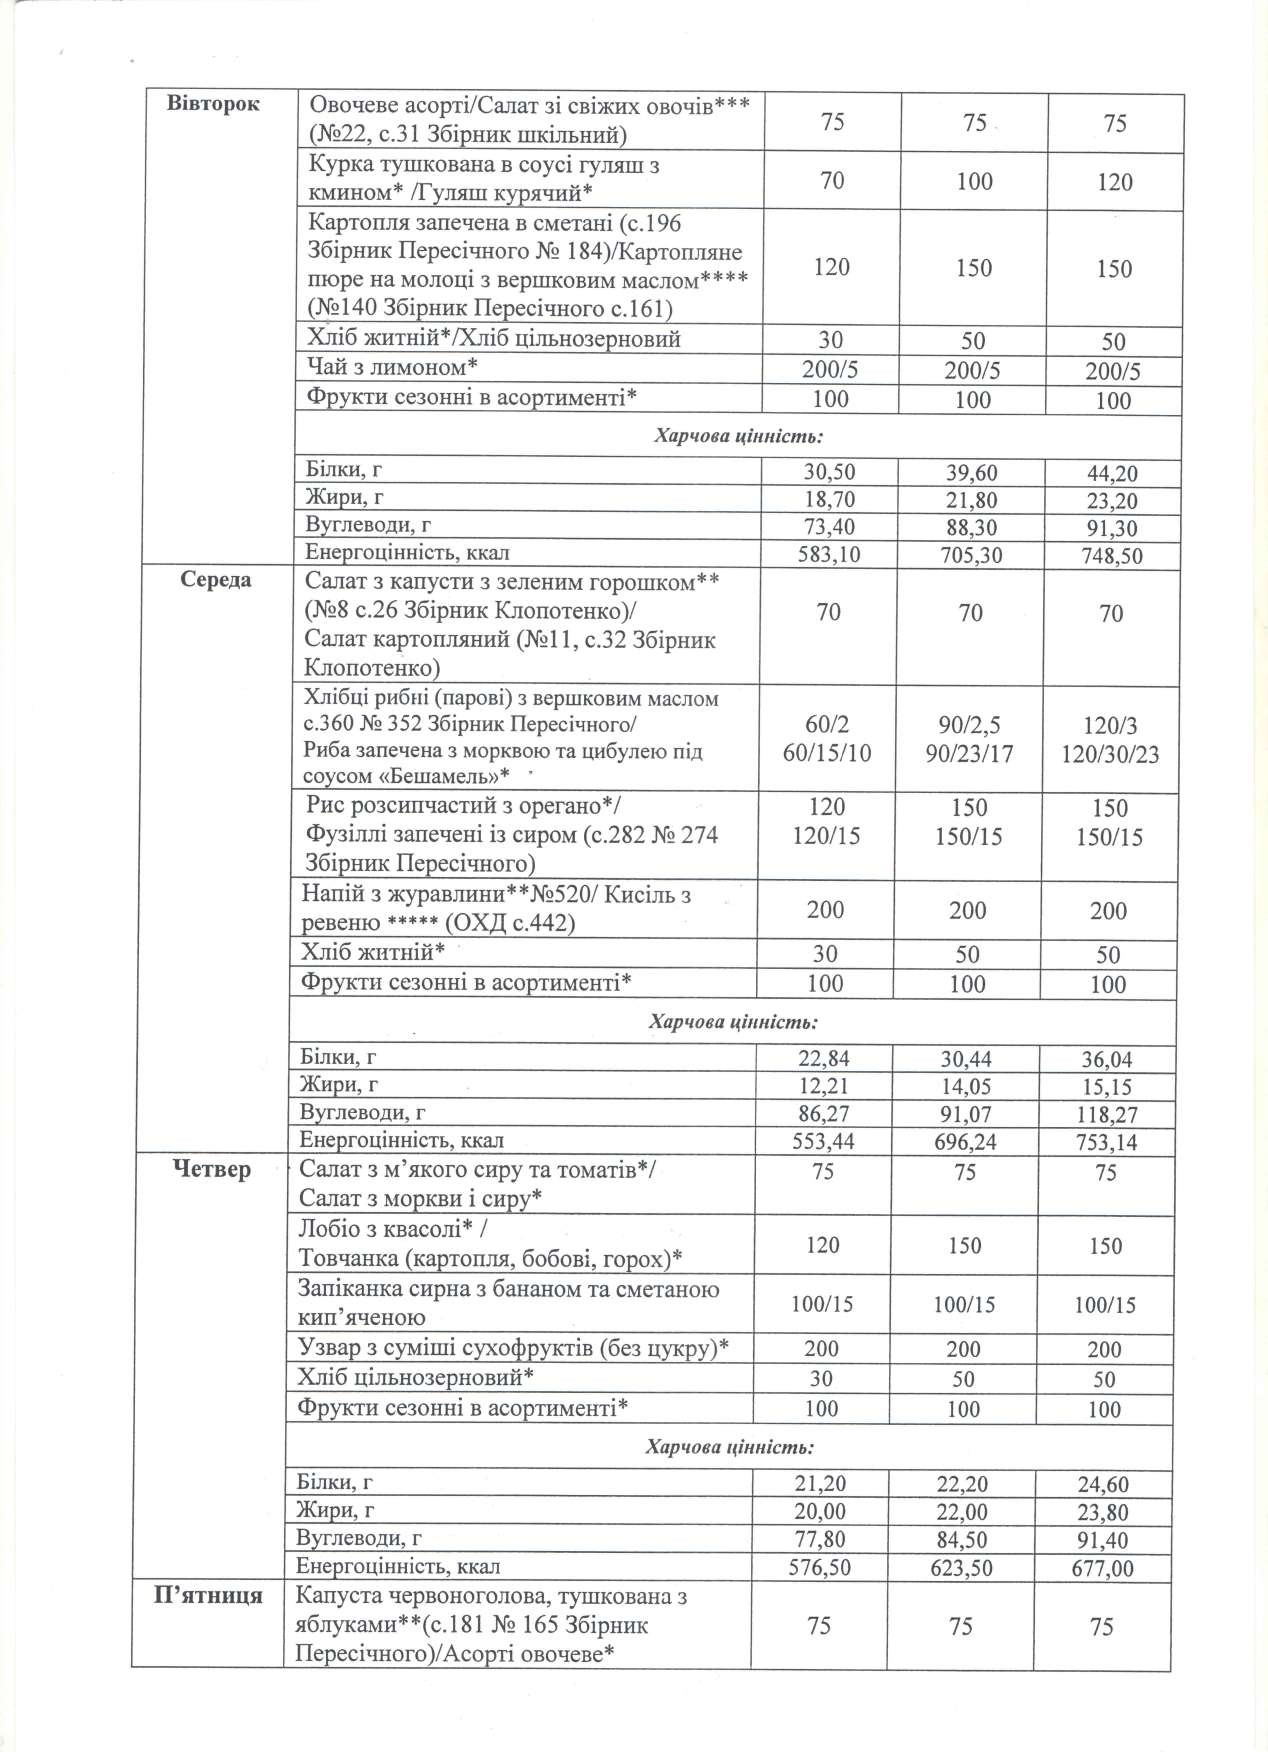 Вівторок
Овочеве асорті/Салат зі свіжих овочів***
(№22, с.31 Збірник шкільний)
75 75 75
Курка тушкована в соусі гуляш з
кмином* /Гуляш курячий*
70 100 120
Картопля запечена в сметані (с.196
Збірник Пересічного № 184)/Картопляне
пюре на молоці з вершковим маслом****
(№140 Збірник Пересічного с.161)
120 150 150
Хліб житній*/Хліб цільнозерновий 30 50 50
Чай з лимоном* 200/5 200/5 200/5
Фрукти сезонні в асортименті* 100 100 100
Харчова цінність:
Білки, г 30,50 39,60 44,20
Жири, г 18,70 21,80 23,20
Вуглеводи, г 73,40 88,30 91,30
Енергоцінність, ккал 583,10 705,30 748,50
Середа
Салат з капусти з зеленим горошком**
(№8 с.26 Збірник Клопотенко)/
Салат картопляний (№11, с.32 Збірник
Клопотенко)
70 70 70
Хлібці рибні (парові) з вершковим маслом
с.360 № 352 Збірник Пересічного/
Риба запечена з морквою та цибулею під
соусом «Бешамель»*
60/2 90/2,5 120/3
60/15/10 90/23/17 120/30/23
Рис розсипчастий з орегано*/
Фузіллі запечені із сиром (с.282 № 274
Збірник Пересічного)
120 150 150
120/15 150/15 150/15
Напій з журавлини**№520/ Кисіль з
ревеню ***** (ОХД с.442)
200 200 200
Хліб житній* 30 50 50
Фрукти сезонні в асортименті* 100 100 100
Харчова цінність:
Білки, г 22,84 30,44 36,04
Жири, г 12,21 14,05 15,15
Вуглеводи, г 86,27 91,07 118,27
Енергоцінність, ккал 553,44 696,24 753,14
Четвер
Салат з м’якого сиру та томатів*/
Салат з моркви і сиру*
75 75 75
Лобіо з квасолі* /
Товчанка (картопля, бобові, горох)*
120 150 150
Запіканка сирна з бананом та сметаною
кип’яченою
100/15 100/15 100/15
Узвар з суміші сухофруктів (без цукру)* 200 200 200
Хліб цільнозерновий* 30 50 50
Фрукти сезонні в асортименті* 100 100 100
Харчова цінність:
Білки, г 21,20 22,20 24,60
Жири, г 20,00 22,00 23,80
Вуглеводи, г 77,80 84,50 91,40
Енергоцінність, ккал 576,50 623,50 677,00
П’ятниця
Капуста червоноголова, тушкована з
яблуками**(с.181 № 165 Збірник
Пересічного)/Асорті овочеве*
75 75 75